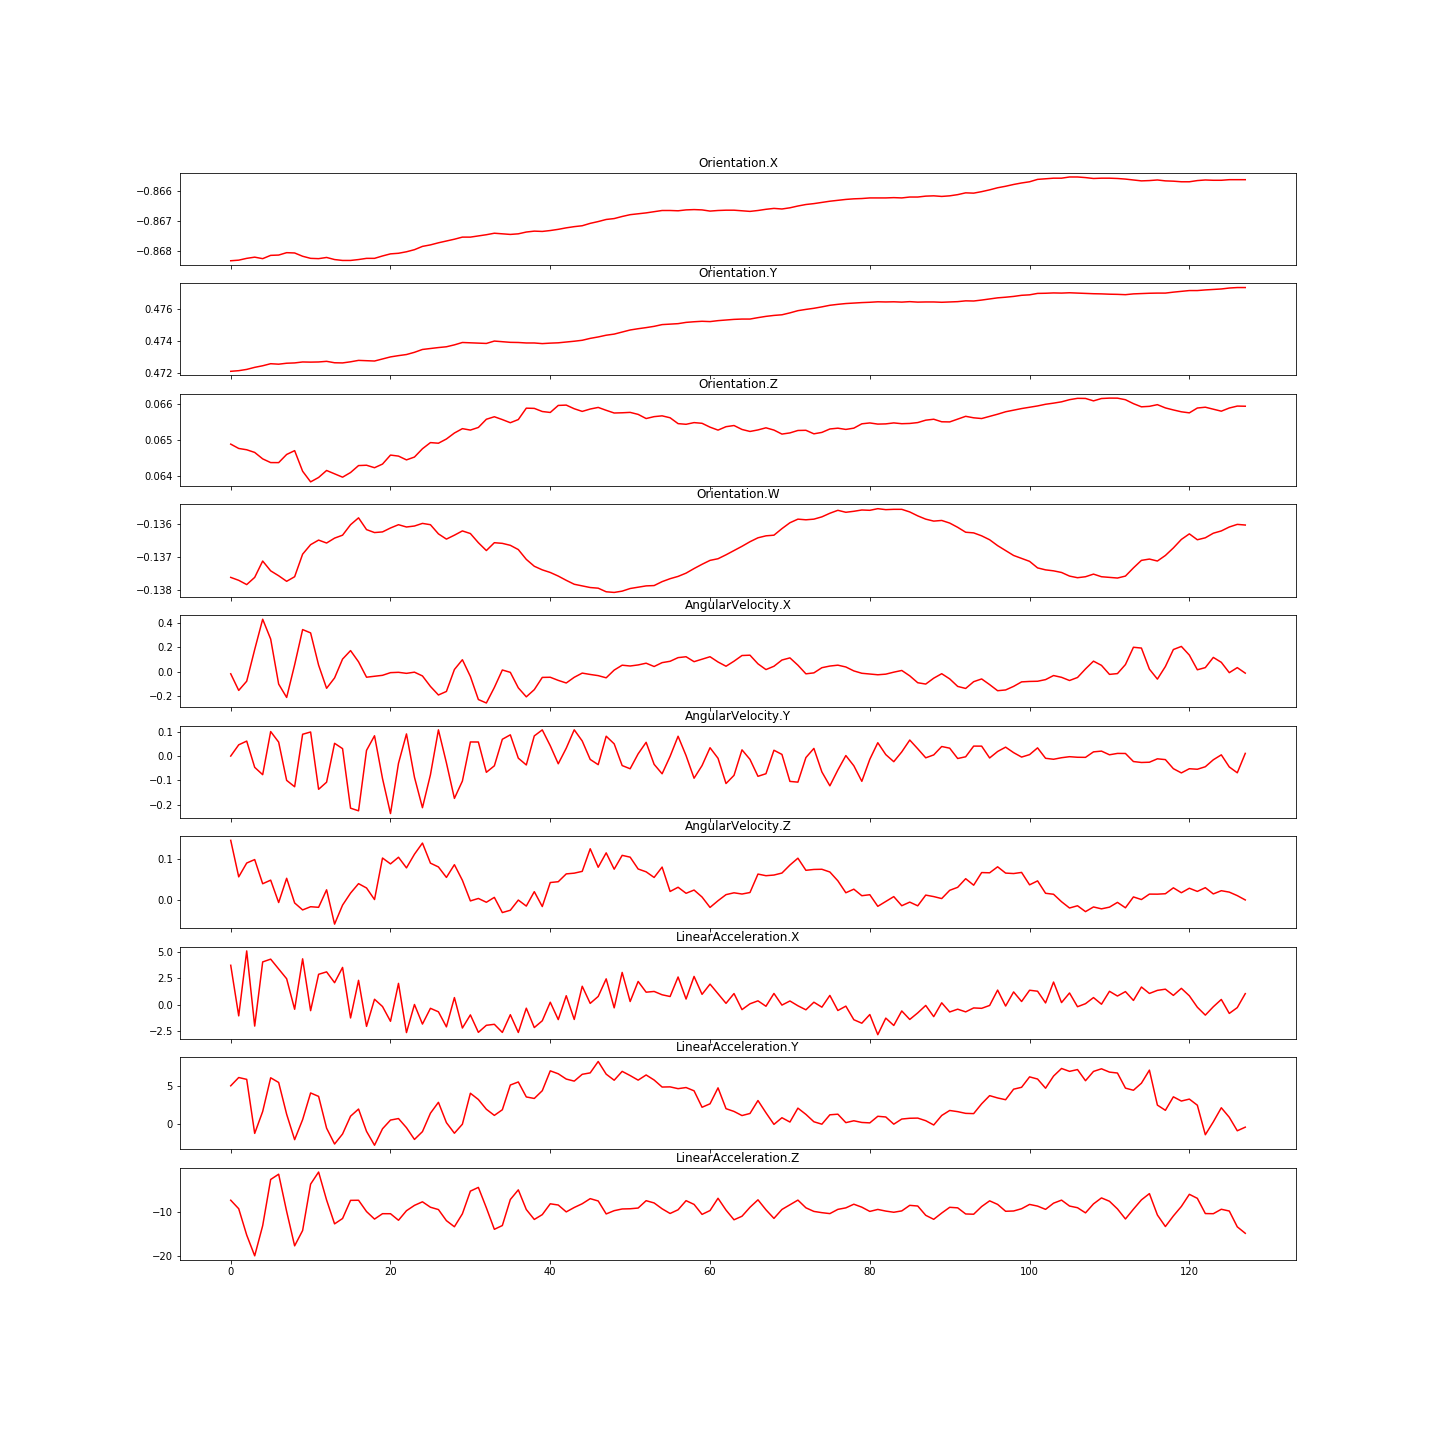 Orientation.X
−0.866
−0.867
−0.868
Orientation.Y
0.476
0.474
0.472
Orientation.Z
0.066
0.065
0.064
Orientation.W
−0.136
−0.137
−0.138
AngularVelocity.X
0.4
0.2
0.0
−0.2
AngularVelocity.Y
0.1
0.0
−0.1
−0.2
AngularVelocity.Z
0.1
0.0
LinearAcceleration.X
5.0
2.5
0.0
−2.5
LinearAcceleration.Y
5
0
LinearAcceleration.Z
−10
−20
0 20 40 60 80 100 120